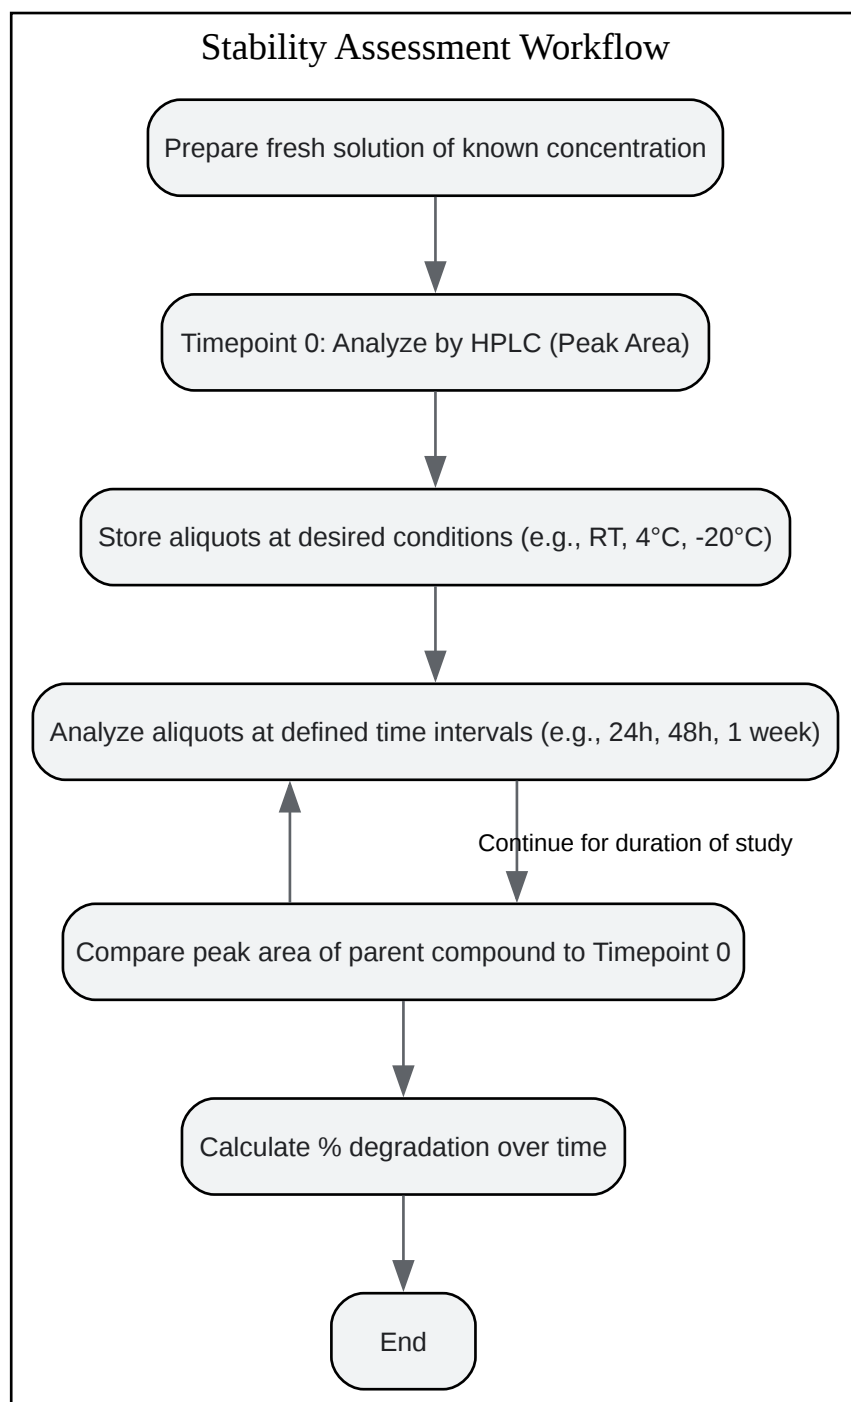 Stability Assessment Workflow
Prepare fresh solution of known concentration
Timepoint 0: Analyze by HPLC (Peak Area)
Store aliquots at desired conditions (e.g., RT, 4°C, -20°C)
Analyze aliquots at defined time intervals (e.g., 24h, 48h, 1 week)
Continue for duration of study
Compare peak area of parent compound to Timepoint 0
Calculate % degradation over time
End